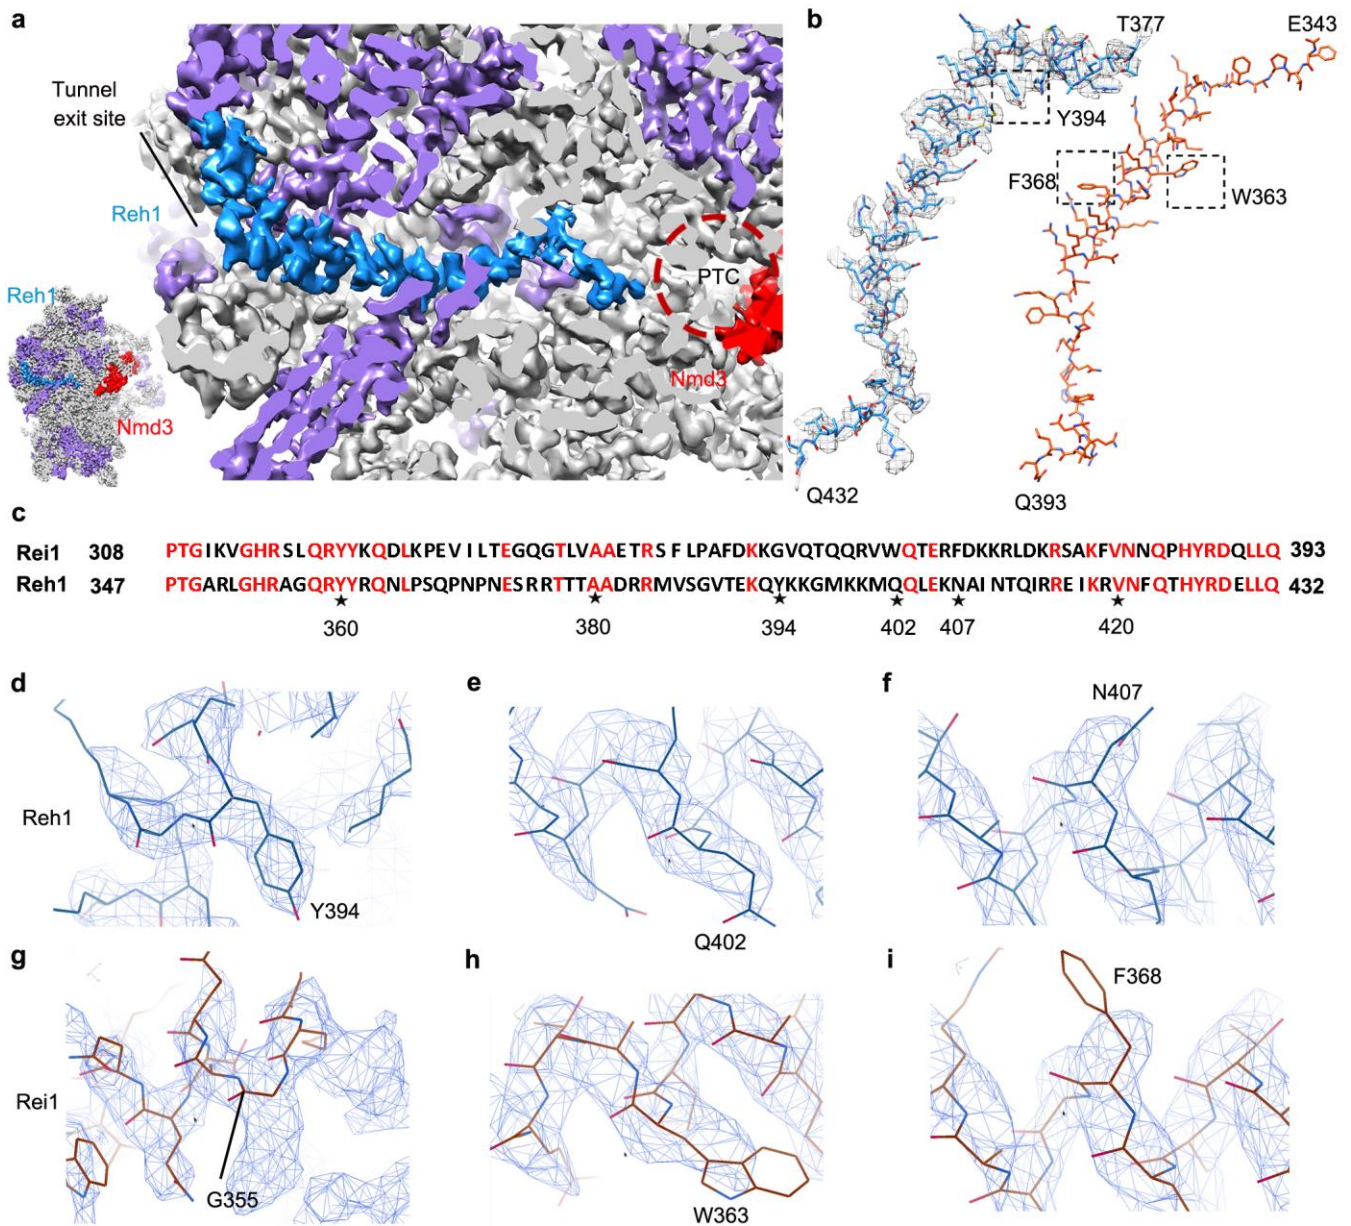 a
Tunnel
exit site
Reh1
PTC
Nmd3
Reh1
Nmd3
b
T377
E343
Y394
F368
W363
Q432
Q393
c
Rei1 308 PTGIKVGHRSLQRYYKQDLKPEVILTEGQGTLVAAETRSFLPAFDKKGVQTQQRVWQTERFDKKRLDKRSAKFVNNQPHYRDQLLQ 393
Reh1 347 PTGARLGHRAGQRYYRQNLPSQPNPNESRRTTTAADRRMVSGVTEKQYKKGMKKMQQLEKNAINTQIRREIKRVNFQTHYRDELLQ 432
★ ★ ★ ★ ★ ★
360 380 394 402 407 420
d
Reh1
Y394
e
Q402
f
N407
g
Rei1
G355
h
W363
i
F368